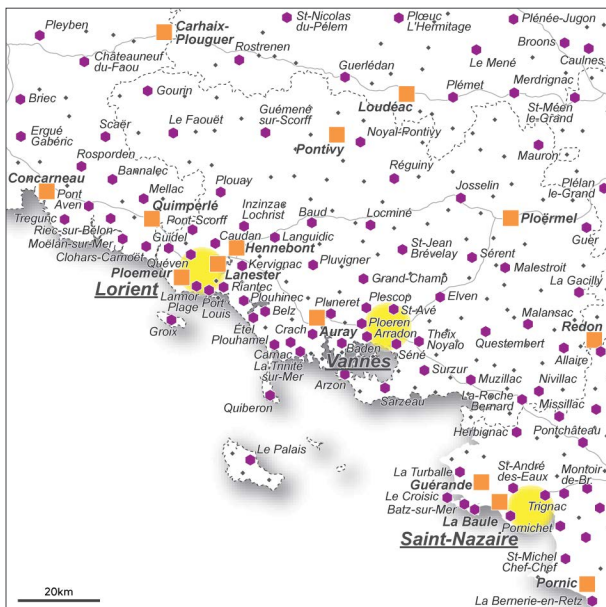 Pleyben
Carhaix-
Plouguer
St-Nicolas
du-Pélem
Plœuc
L'Hermitage
Plénée-Jugon
Châteauneuf
du-Faou
Rostrenen
Le Mené
Broons
Caulnes
Guerlédan
Merdrignac
Briec
Gourin
Loudéac
Plémet
St-Méen
le-Grand
Ergué
Gabéric
Scaër
Le Faouët
Guémené
sur-Scorff
Pontivy
Noyal-Pontivy
Mauron
Rosporden
Bannalec
Réguiny
Plélan
le-Grand
Concarneau
Pont
Aven
Mellac
Plouay
Josselin
Ploërmel
Trégunc
Riec-sur-Bélon
Moëlan-sur-Mer
Quimperlé
Pont-Scorff
Inzinzac
Lochrist
Baud
Locminé
Guer
Clohars-Carnoët
Guidel
Caudan
Languidic
Hennebont
St-Jean
Brévelay
Sérent
Malestroit
Quéven
Ploemeur
Lanester
Kervignac
Pluvigner
Grand-Champ
La Gacilly
Lorient
Larmor
Plage
Port
Louis
Riantec
Plouhinec
Belz
Pluneret
Plescop
St-Avé
Elven
Malansac
Groix
Étel
Plouhamel
Crach
Auray
Ploeren
Arradon
Theix
Noyalo
Questembert
Redon
Carnac
Baden
Vannes
Séné
Allaire
La Trinité
sur-Mer
Arzon
Surzur
Muzillac
Nivillac
Quiberon
Sarzeau
La-Roche
Bernard
Missillac
Herbignac
Pontchâteau
Le Palais
La Turballe
St-André
des-Eaux
Montoir
de-Br.
Guérande
Le Croisic
Batz-sur-Mer
La Baule
Trignac
Pornichet
Saint-Nazaire
St-Michel
Chef-Chef
Pornic
20km
La Bernerie-en-Retz